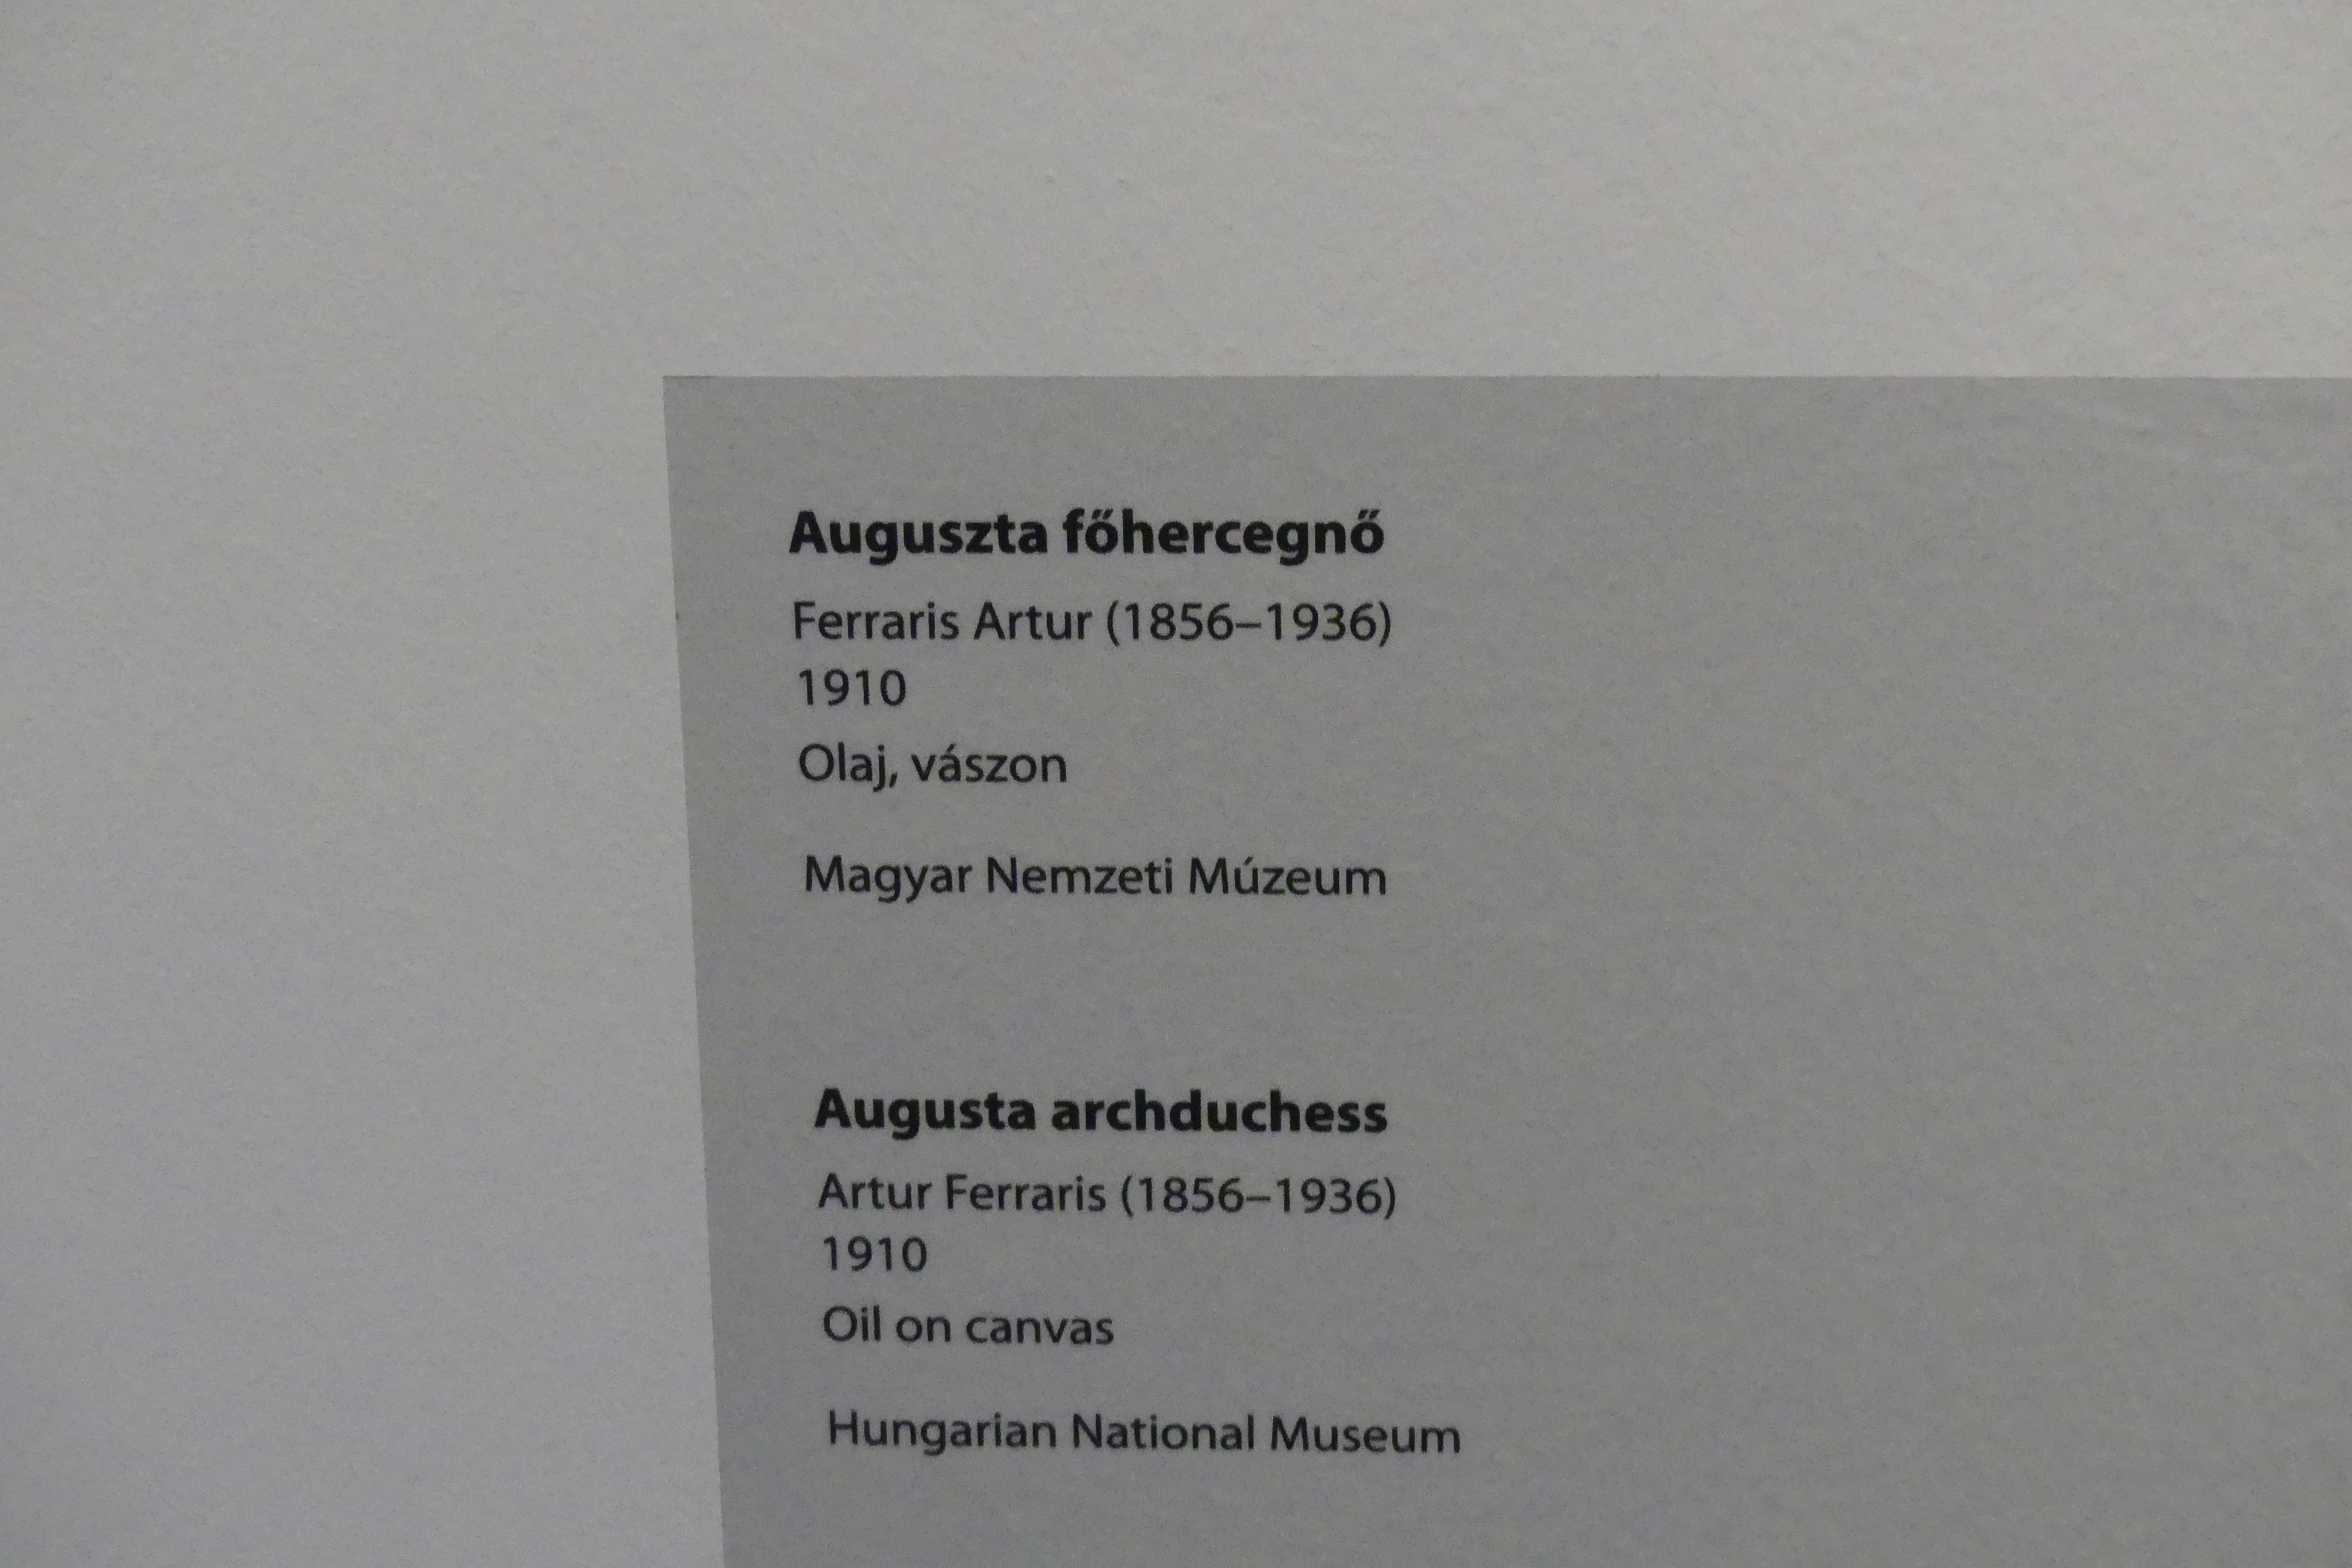 Auguszta főhercegnő
Ferraris Artur (1856–1936)
1910
Olaj, vászon
Magyar Nemzeti Múzeum
Augusta archduchess
Artur Ferraris (1856–1936)
1910
Oil on canvas
Hungarian National Museum